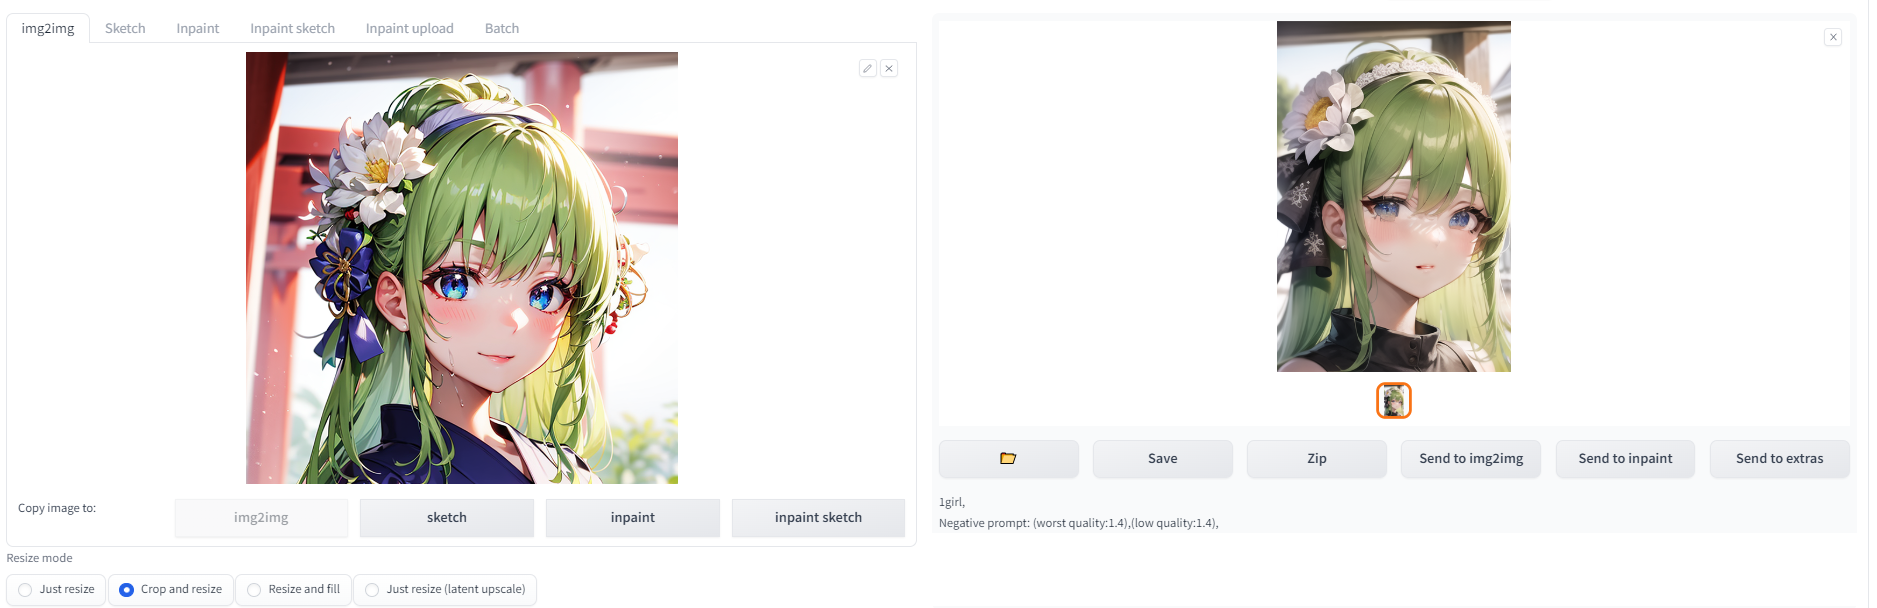 img2img
Sketch
Inpaint
Inpaint sketch
Inpaint upload
Batch
Copy image to:
img2img
sketch
inpaint
inpaint sketch
Resize mode
Just resize
Crop and resize
Resize and fill
Just resize (latent upscale)
Save
Zip
Send to img2img
Send to inpaint
Send to extras
1girl,
Negative prompt: (worst quality:1.4),(low quality:1.4),